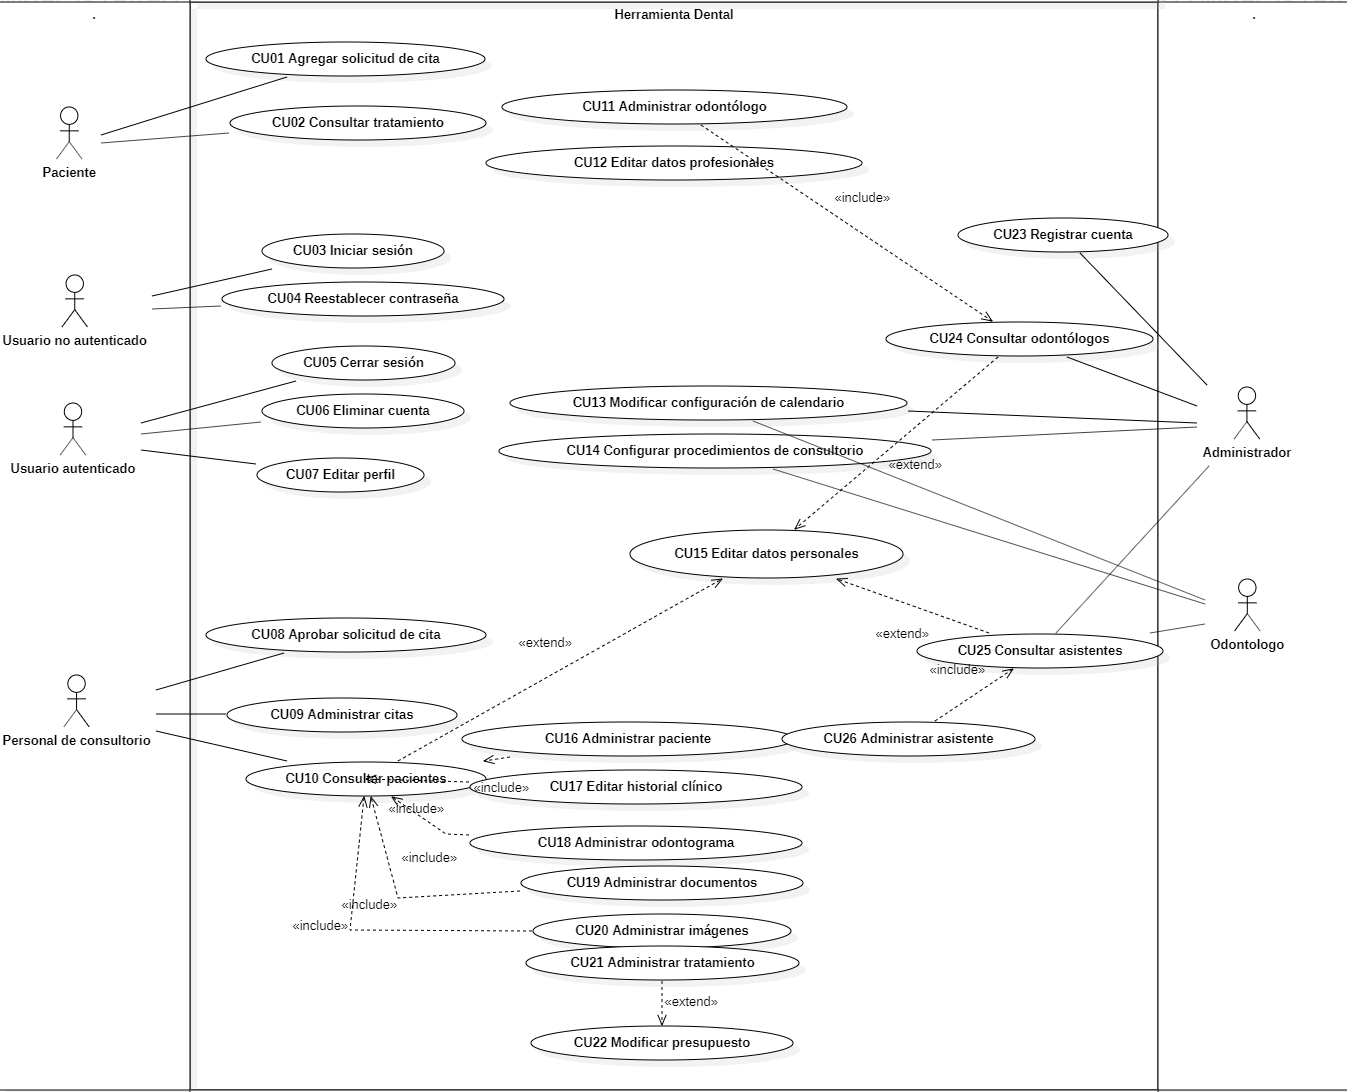 Herramienta Dental
CU01 Agregar solicitud de cita
CU11 Administrar odontólogo
CU02 Consultar tratamiento
Paciente
CU12 Editar datos profesionales
«include»
CU23 Registrar cuenta
CU03 Iniciar sesión
CU04 Reestablecer contraseña
Usuario no autenticado
CU24 Consultar odontólogos
CU05 Cerrar sesión
CU13 Modificar configuración de calendario
CU06 Eliminar cuenta
CU14 Configurar procedimientos de consultorio
Administrador
Usuario autenticado
«extend»
CU07 Editar perfil
CU15 Editar datos personales
CU08 Aprobar solicitud de cita
«extend»
«extend»
Odontologo
CU25 Consultar asistentes
«include»
CU09 Administrar citas
Personal de consultorio
CU16 Administrar paciente
CU26 Administrar asistente
CU10 Consultar pacientes
«include»
CU17 Editar historial clínico
«include»
CU18 Administrar odontograma
«include»
CU19 Administrar documentos
«include»
«include»
CU20 Administrar imágenes
CU21 Administrar tratamiento
«extend»
CU22 Modificar presupuesto